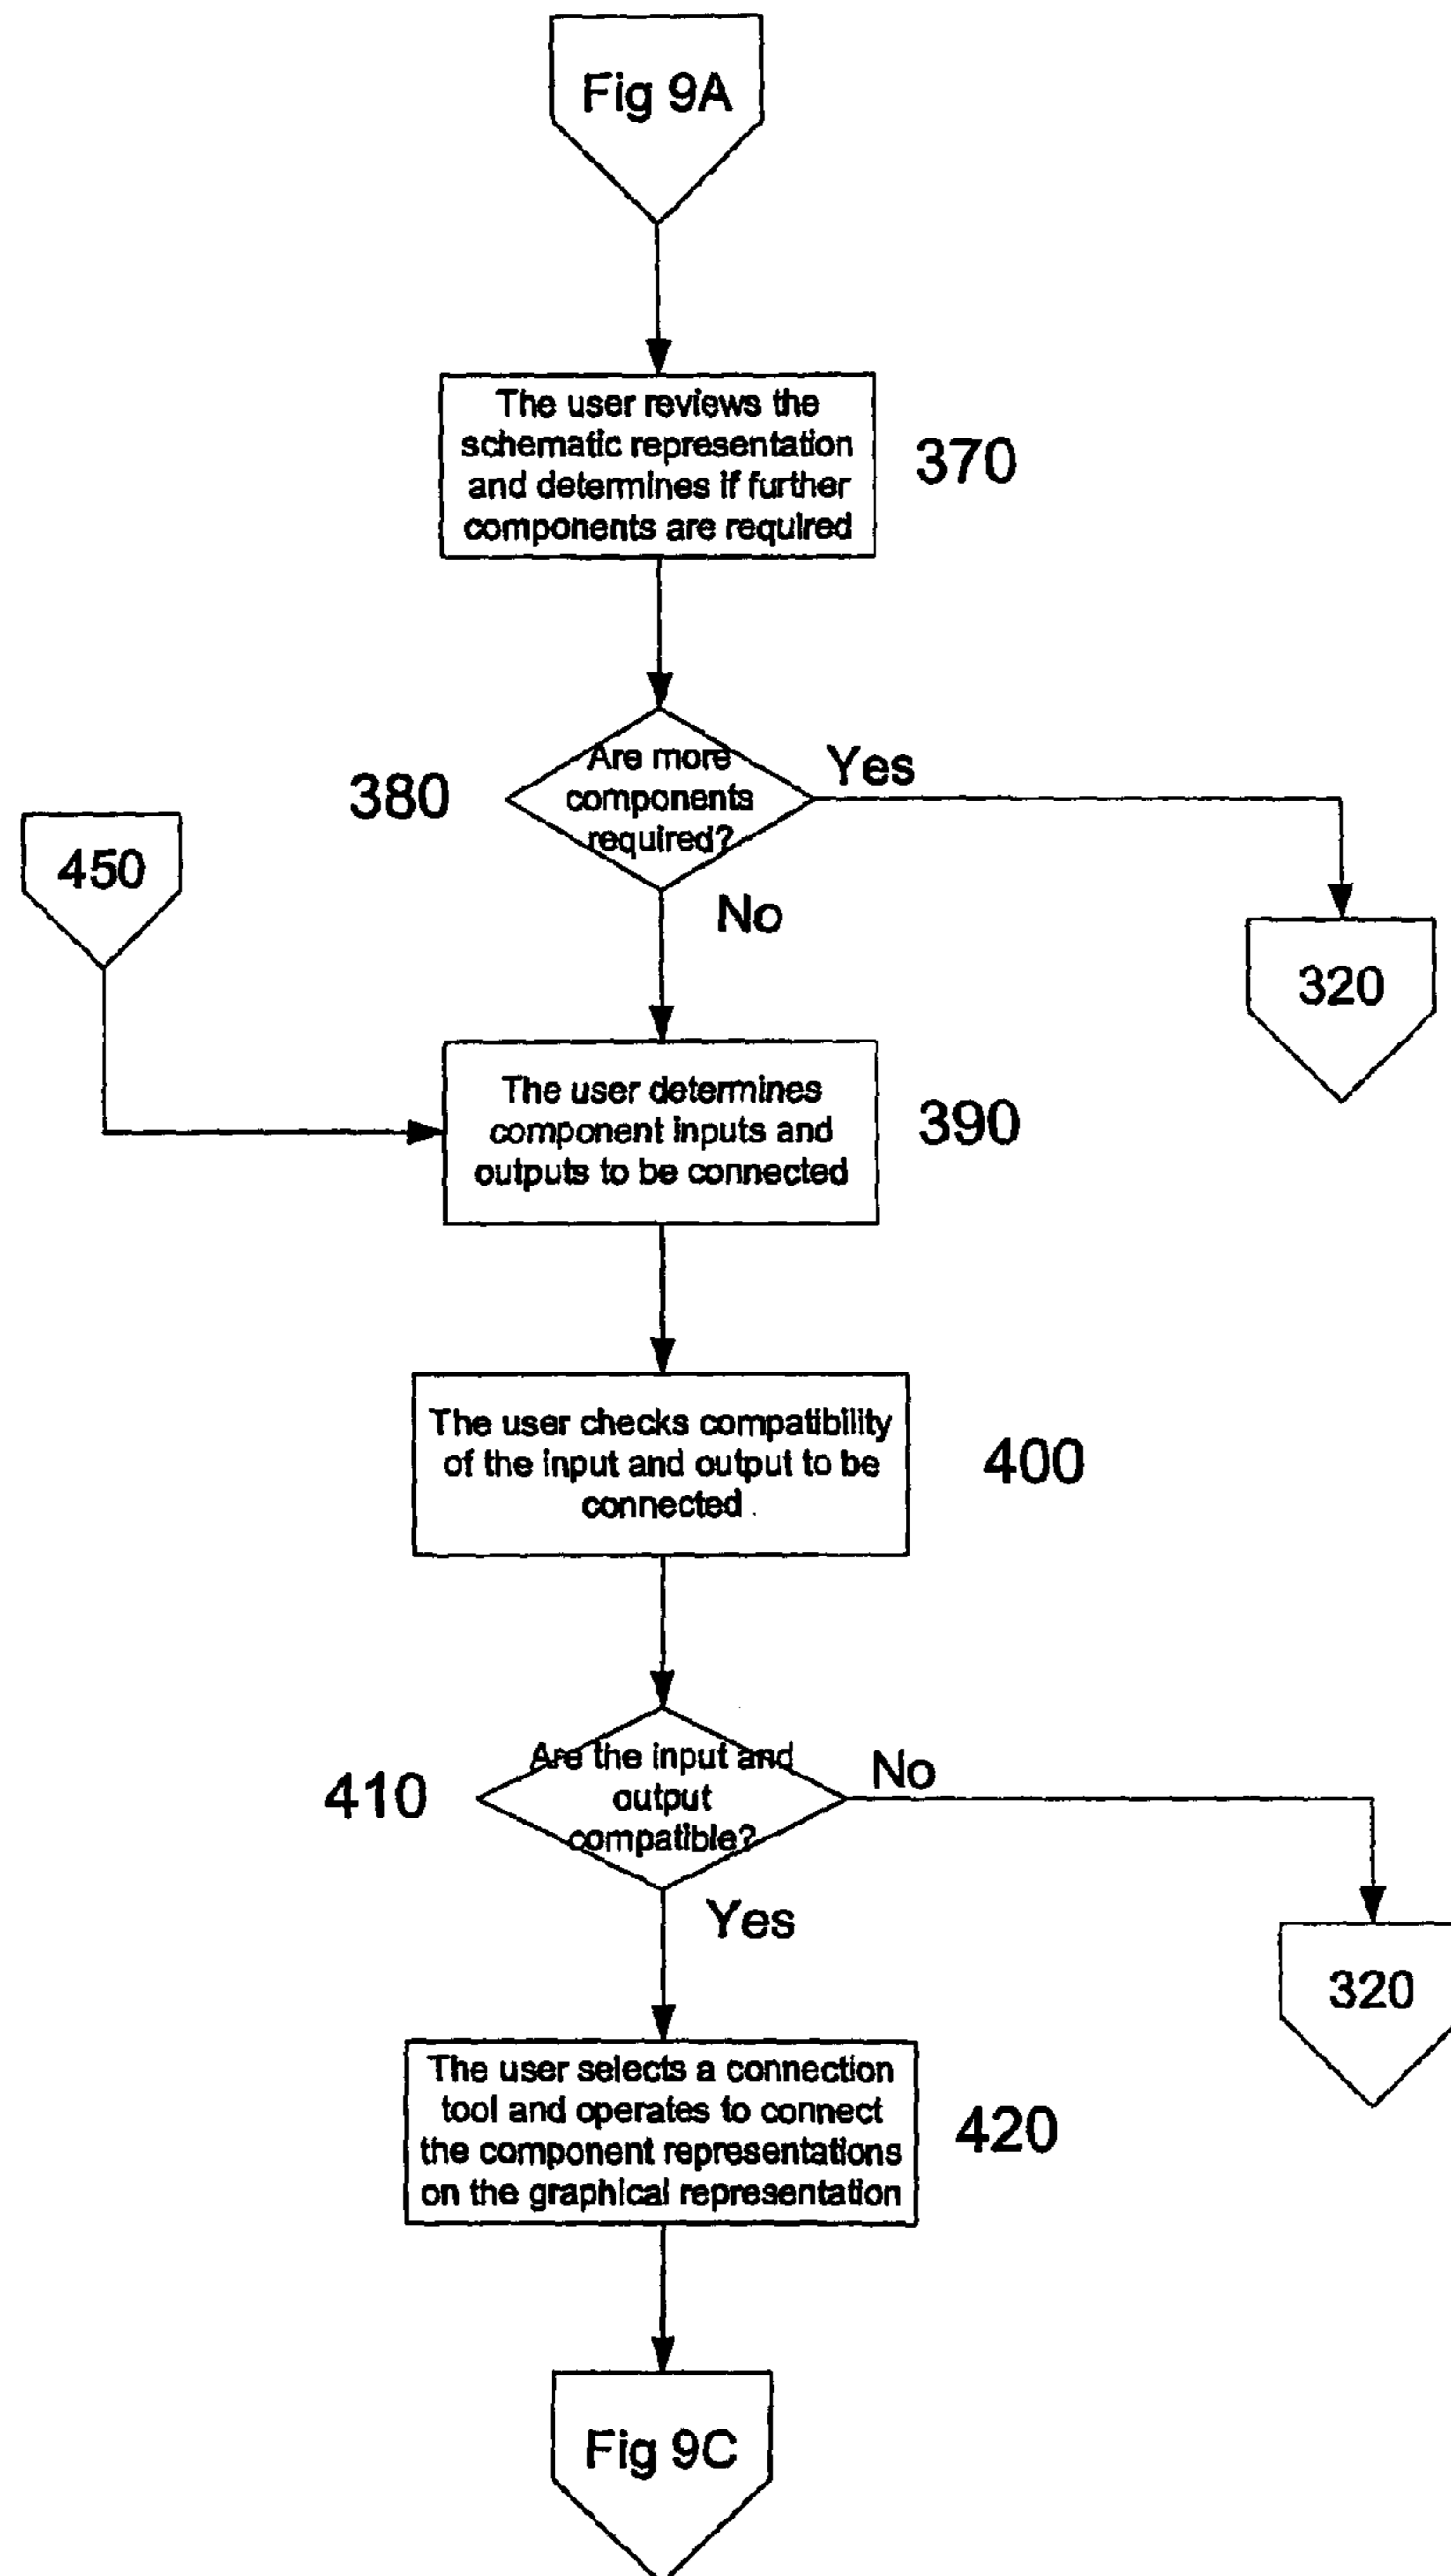 Fig 9A
The user reviews the
schematic representation
and determines if further
components are required
370
Are more
components
required?
380
Yes
No
450
320
The user determines
component inputs and
outputs to be connected
390
The user checks compatibility
of the input and output to be
connected
400
Are the input and
output
compatible?
410
No
Yes
320
The user selects a connection
tool and operates to connect
the component representations
on the graphical representation
420
Fig 9C